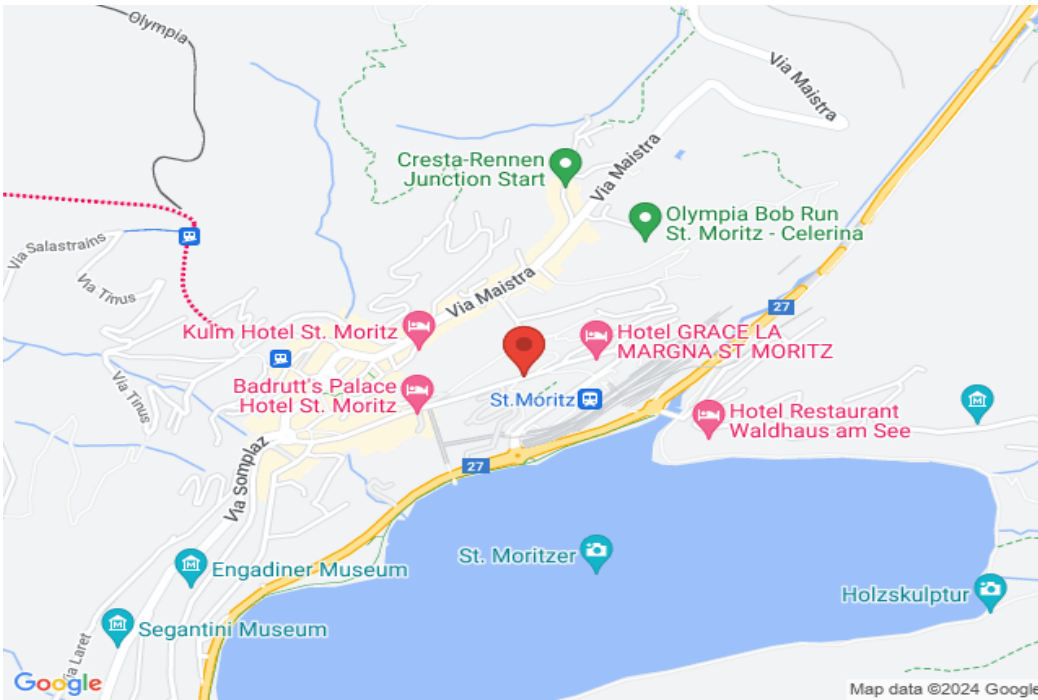 Olympia
Via Maistra
Cresta-Rennen
Junction Start
Via Maistra
Olympia Bob Run
St. Moritz - Celerina
Via Salastrains
Via Tinus
Via Maistra
27
Kulm Hotel St. Moritz
Hotel GRACE LA
MARGNA ST MORITZ
Via Tinus
Badrutt's Palace
Hotel St. Moritz
St. Moritz
Hotel Restaurant
Waldhaus am See
Via Somplaz
27
St. Moritzer
Engadiner Museum
Holzskulptur
Segantini Museum
Via Laret
Google
Map data ©2024 Google